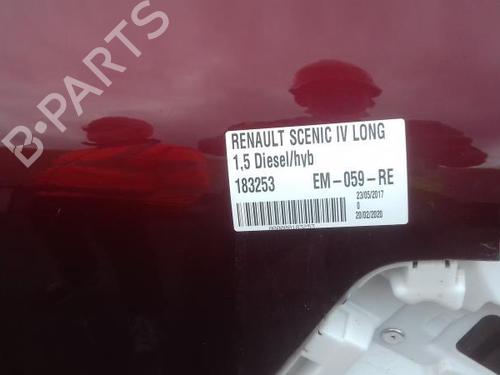 B-PARTS
RENAULT SCENIC IV LONG
1,5 Diesel/hyb
183253 EM-059-RE
23/05/2017
0
20/02/2020
0000000183253